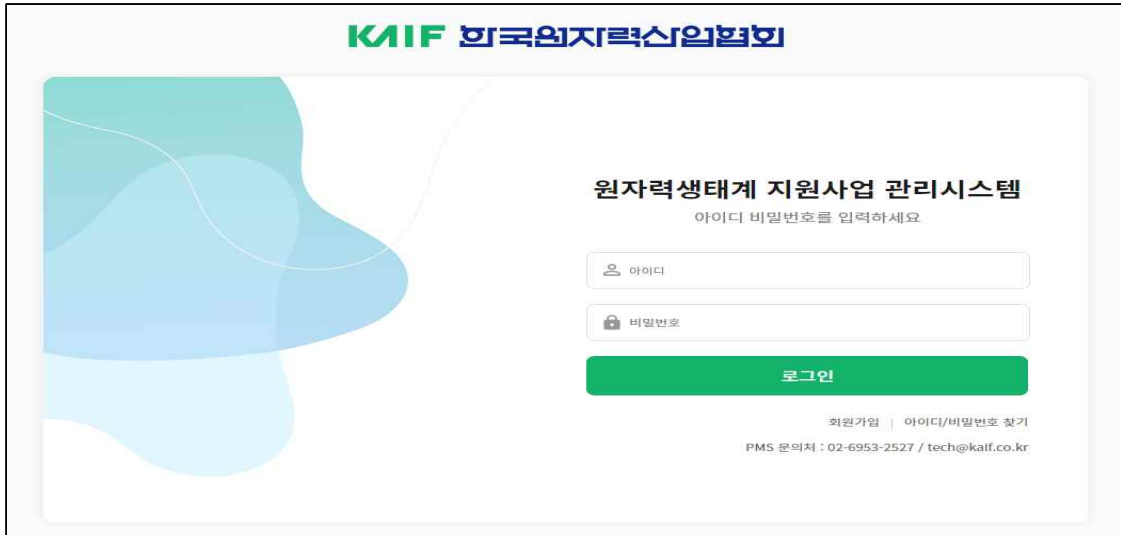 KAIF 한국원자력산업협회
원자력생태계 지원사업 관리시스템
아이디 비밀번호를 입력하세요
아이디
비밀번호
로그인
회원가입 | 아이디/비밀번호 찾기
PMS 문의처 : 02-6953-2527 / tech@kaif.co.kr